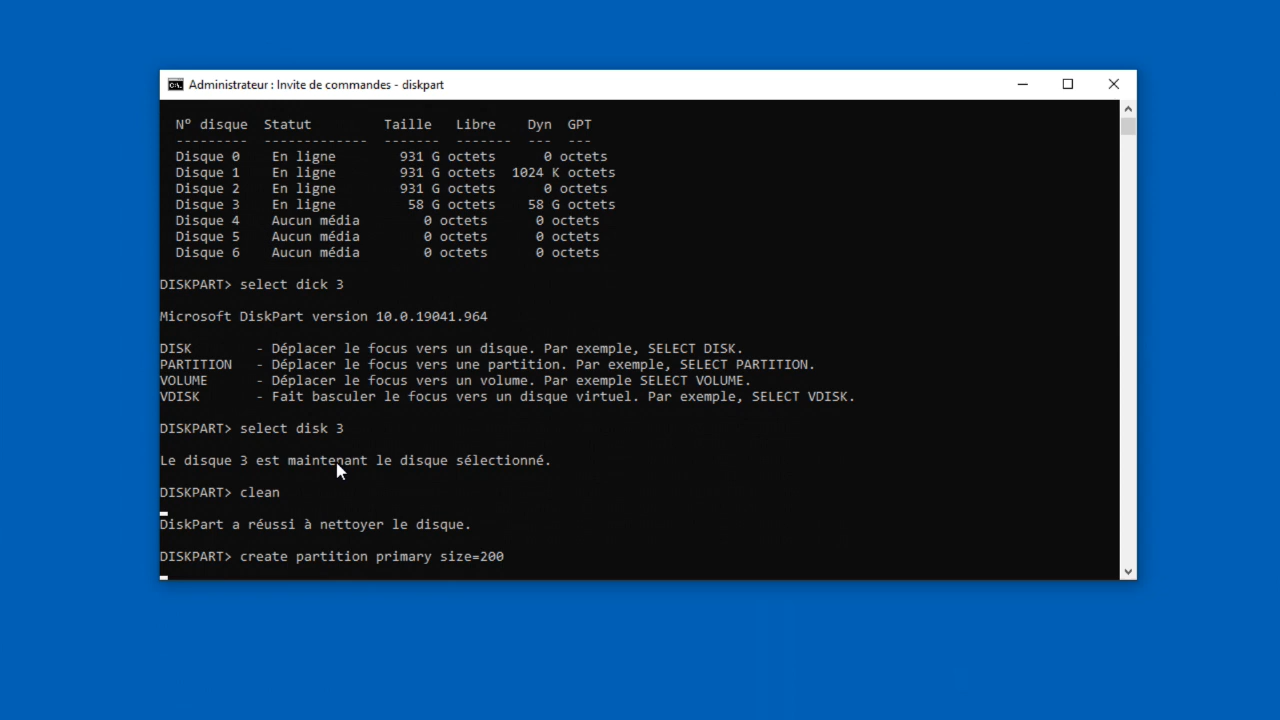 Administrateur : Invite de commandes - diskpart
N° disque  Statut         Taille   Libre    Dyn  GPT
---------  -------------  -------  -------  ---  ---
Disque 0    En ligne        931 G octets      0 octets
Disque 1    En ligne        931 G octets  1024 K octets
Disque 2    En ligne        931 G octets      0 octets
Disque 3    En ligne         58 G octets    58 G octets
Disque 4    Aucun média        0 octets     0 octets
Disque 5    Aucun média        0 octets     0 octets
Disque 6    Aucun média        0 octets     0 octets
DISKPART> select dick 3
Microsoft DiskPart version 10.0.19041.964
DISK        - Déplacer le focus vers un disque. Par exemple, SELECT DISK.
PARTITION   - Déplacer le focus vers une partition. Par exemple, SELECT PARTITION.
VOLUME      - Déplacer le focus vers un volume. Par exemple SELECT VOLUME.
VDISK       - Fait basculer le focus vers un disque virtuel. Par exemple, SELECT VDISK.
DISKPART> select disk 3
Le disque 3 est maintenant le disque sélectionné.
DISKPART> clean
DiskPart a réussi à nettoyer le disque.
DISKPART> create partition primary size=200